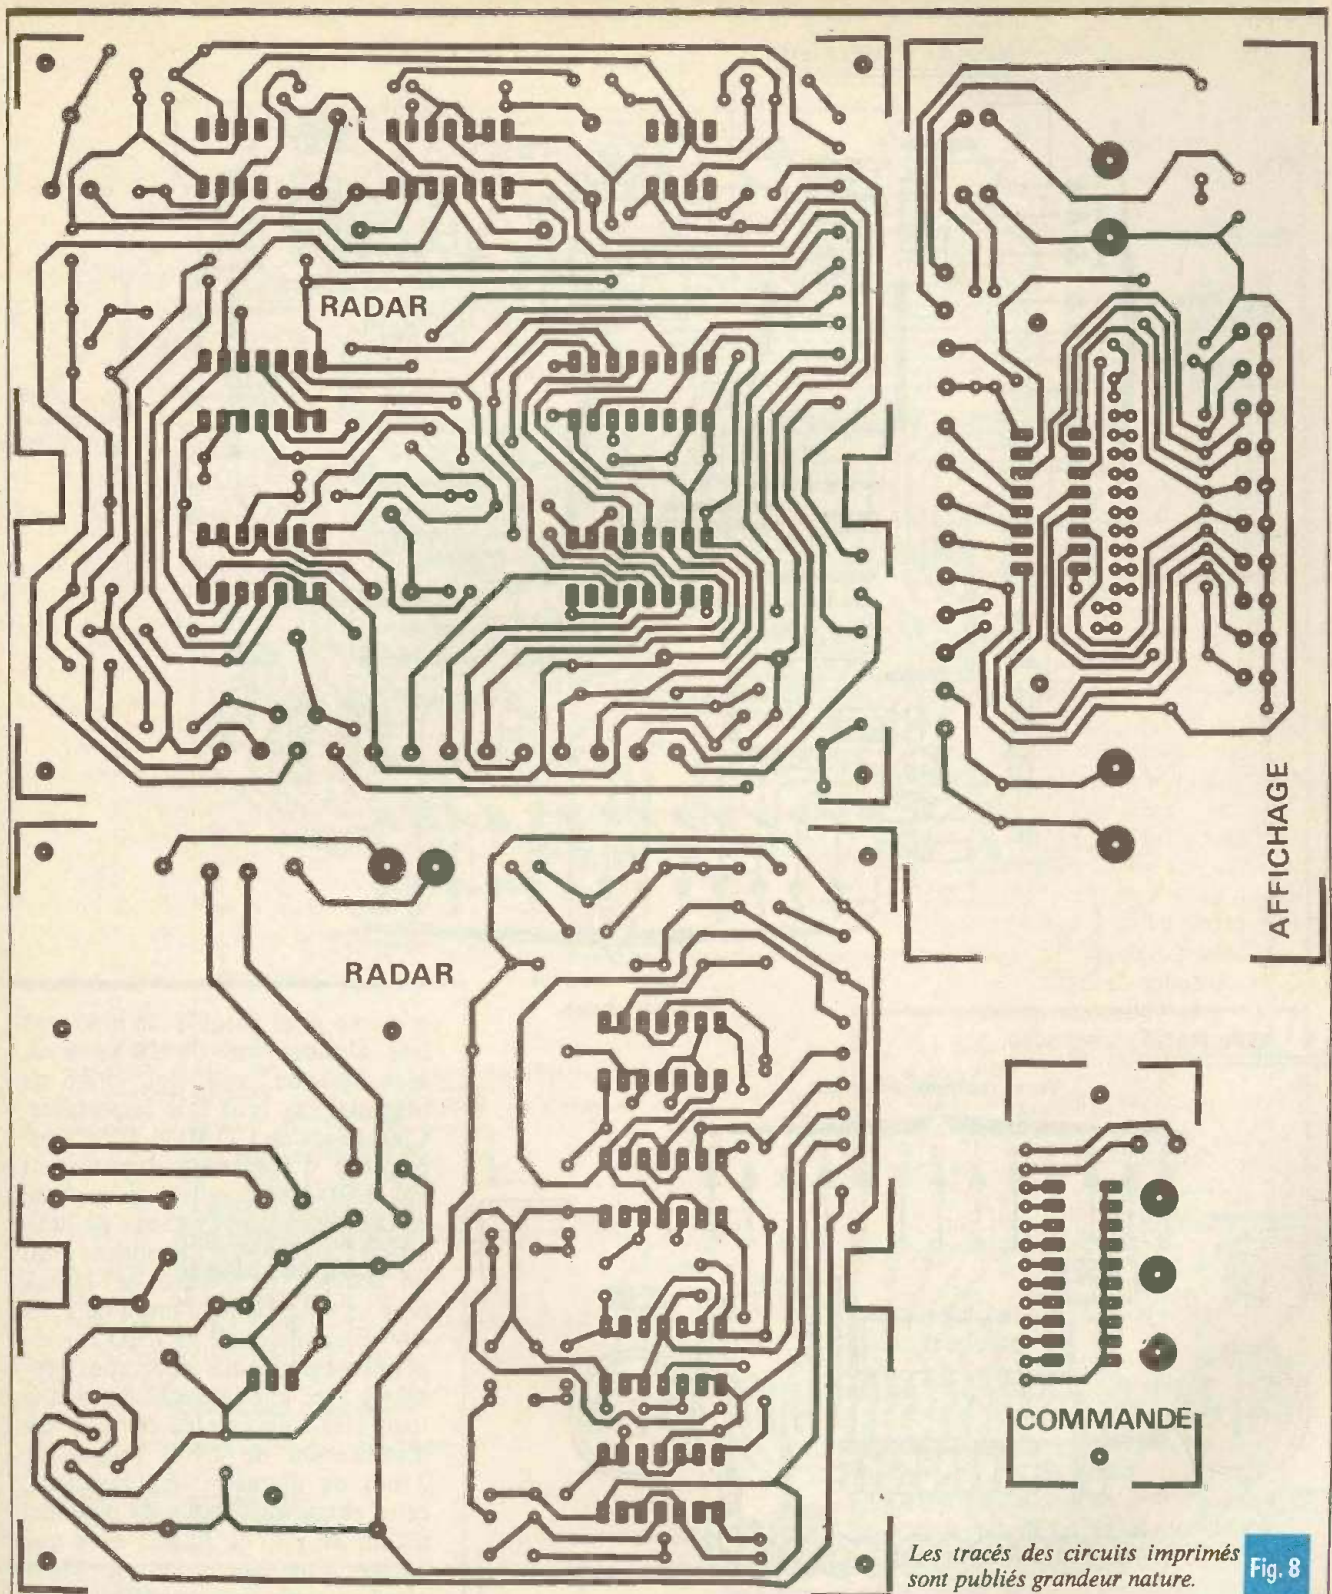 RADAR
AFFICHAGE
RADAR
COMMANDE
Les tracés des circuits imprimés
sont publiés grandeur nature.
Fig. 8